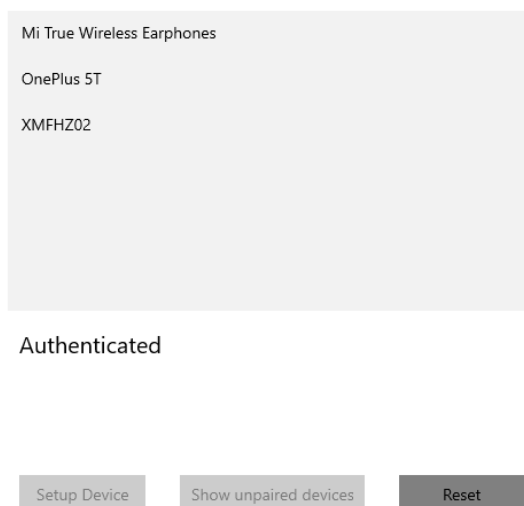 Mi True Wireless Earphones
OnePlus 5T
XMFHZ02
Authenticated
Setup Device
Show unpaired devices
Reset